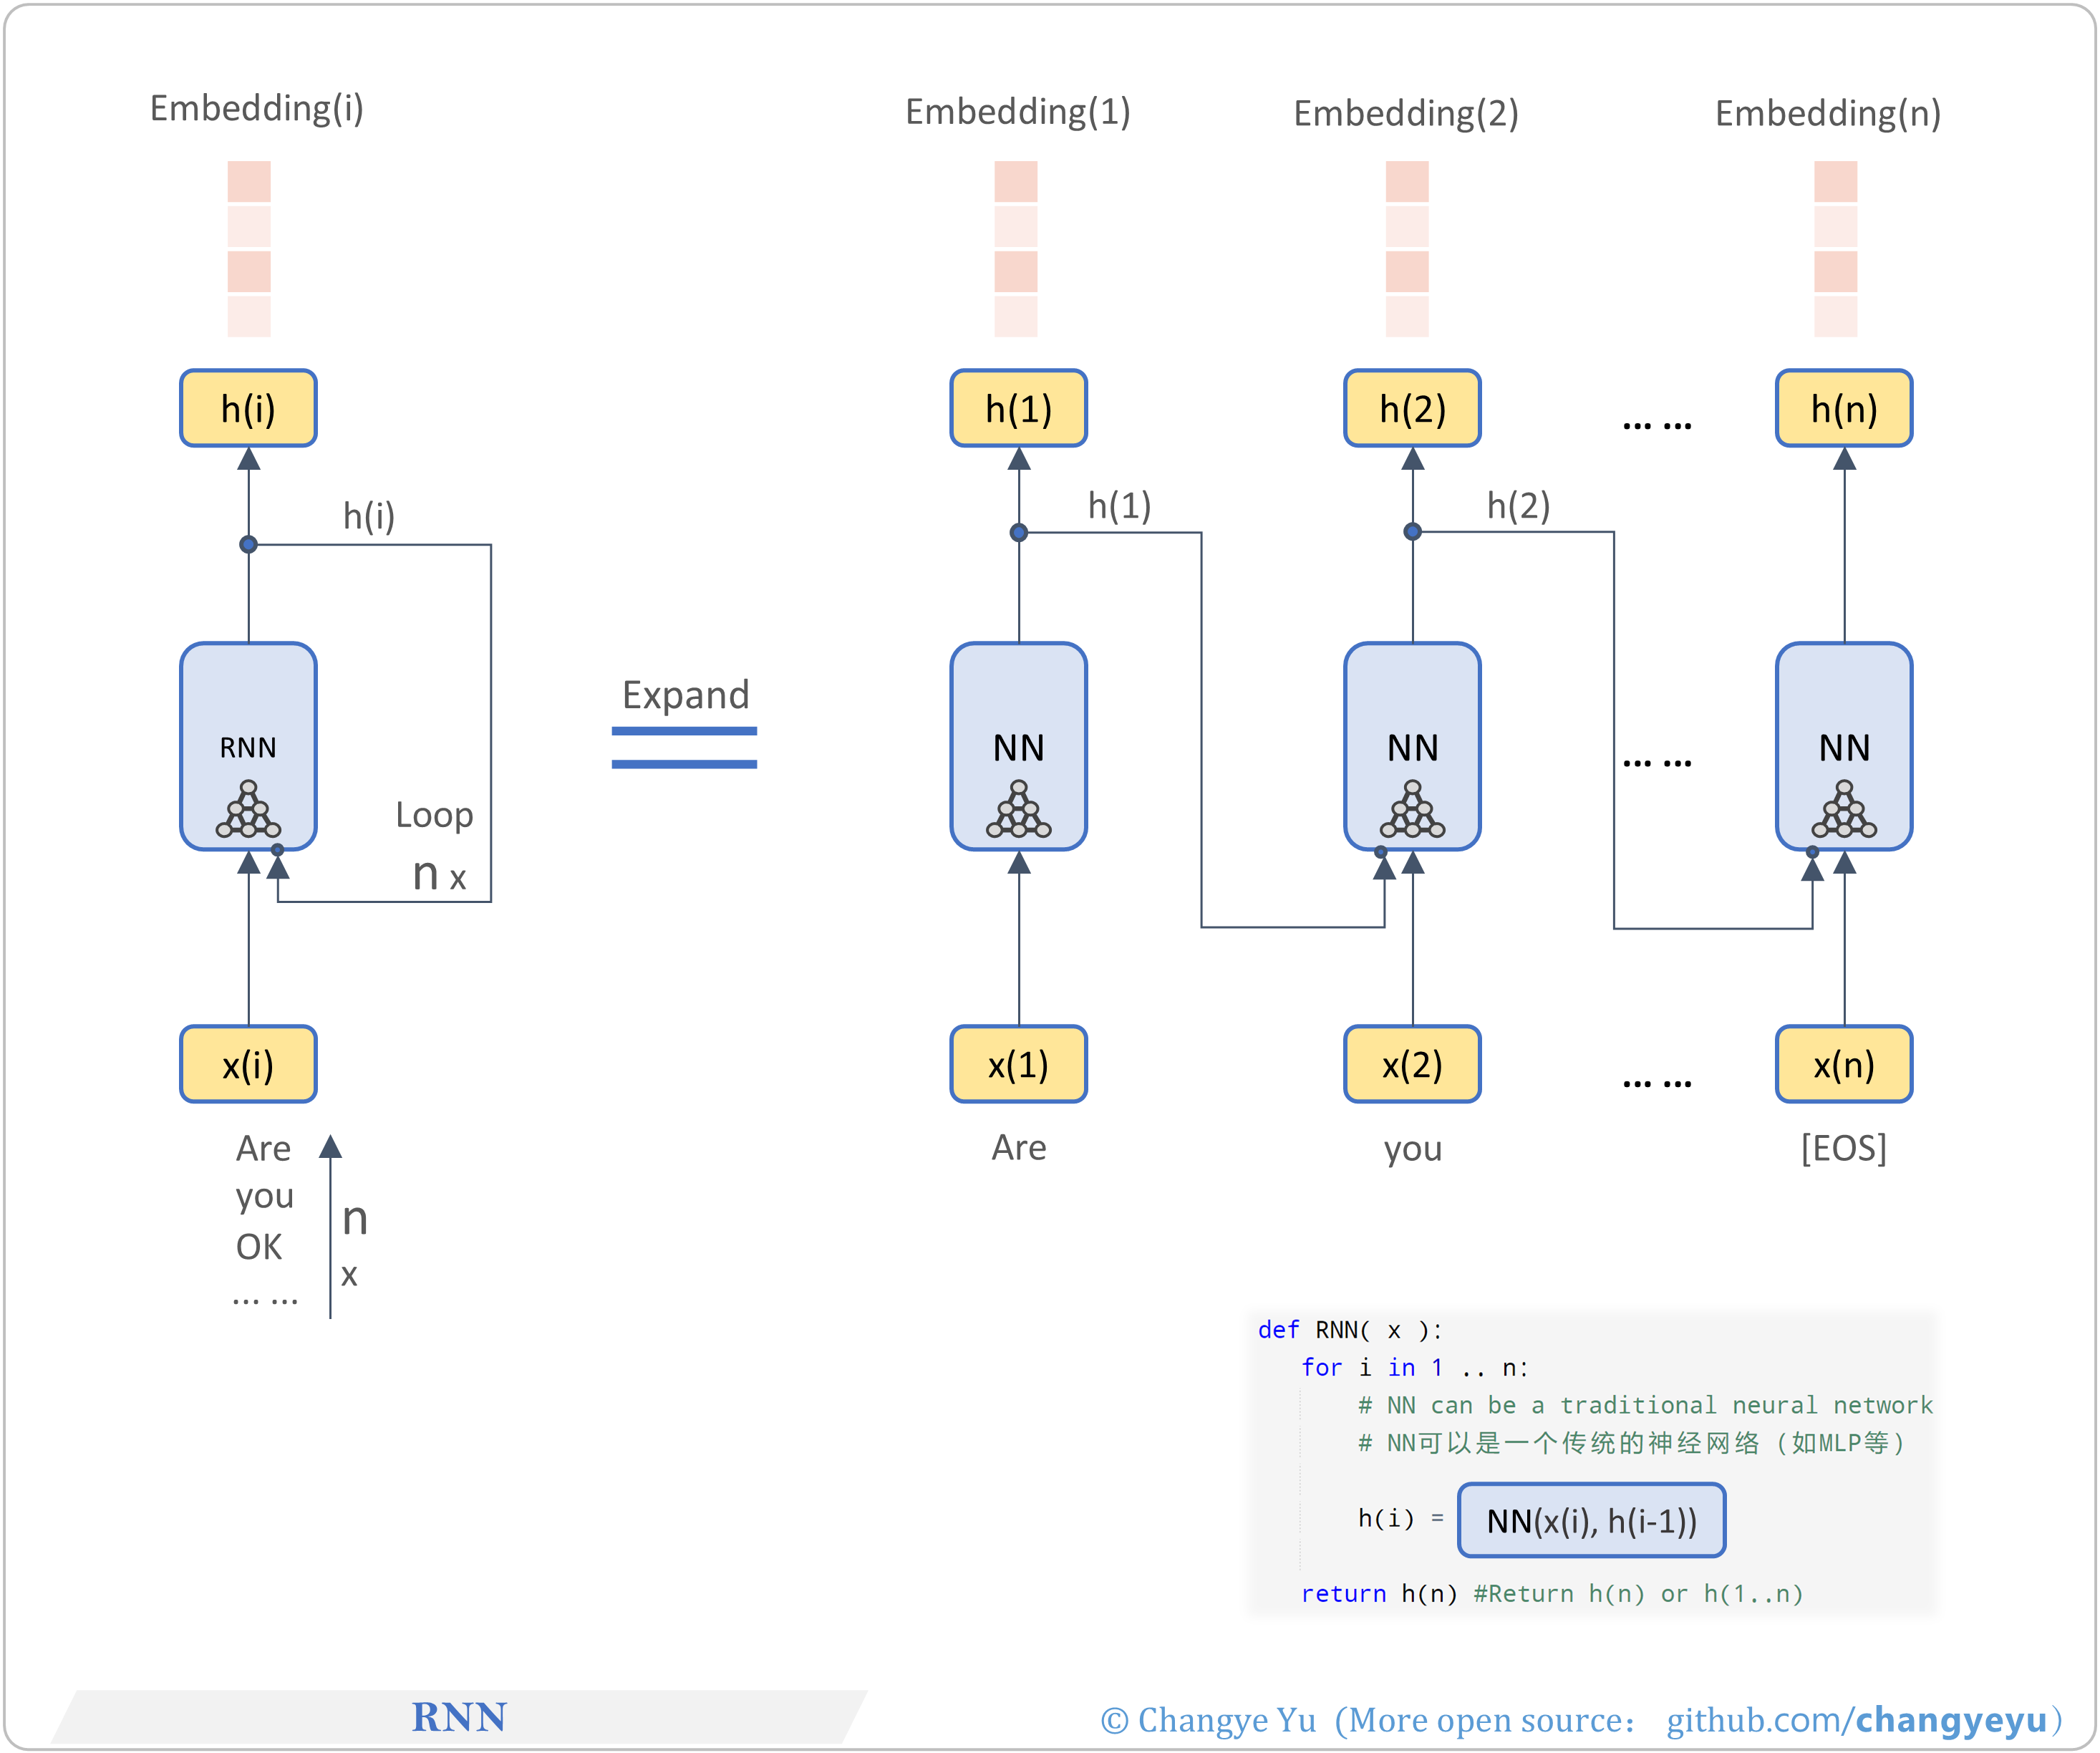 Embedding(i)
Embedding(1)
Embedding(2)
Embedding(n)
h(i)
h(1)
h(2)
... ...
h(n)
h(i)
h(1)
h(2)
RNN
Loop
n x
Expand
NN
NN
... ...
NN
x(i)
x(1)
x(2)
... ...
x(n)
Are
you
OK
... ...
n
x
Are
you
[EOS]
def RNN( x ):
for i in 1 .. n:
# NN can be a traditional neural network
# NN可以是一个传统的神经网络 (如MLP等)
h(i) = NN(x(i), h(i-1))
return h(n) #Return h(n) or h(1..n)
RNN
© Changye Yu (More open source： github.com/changyeyu）